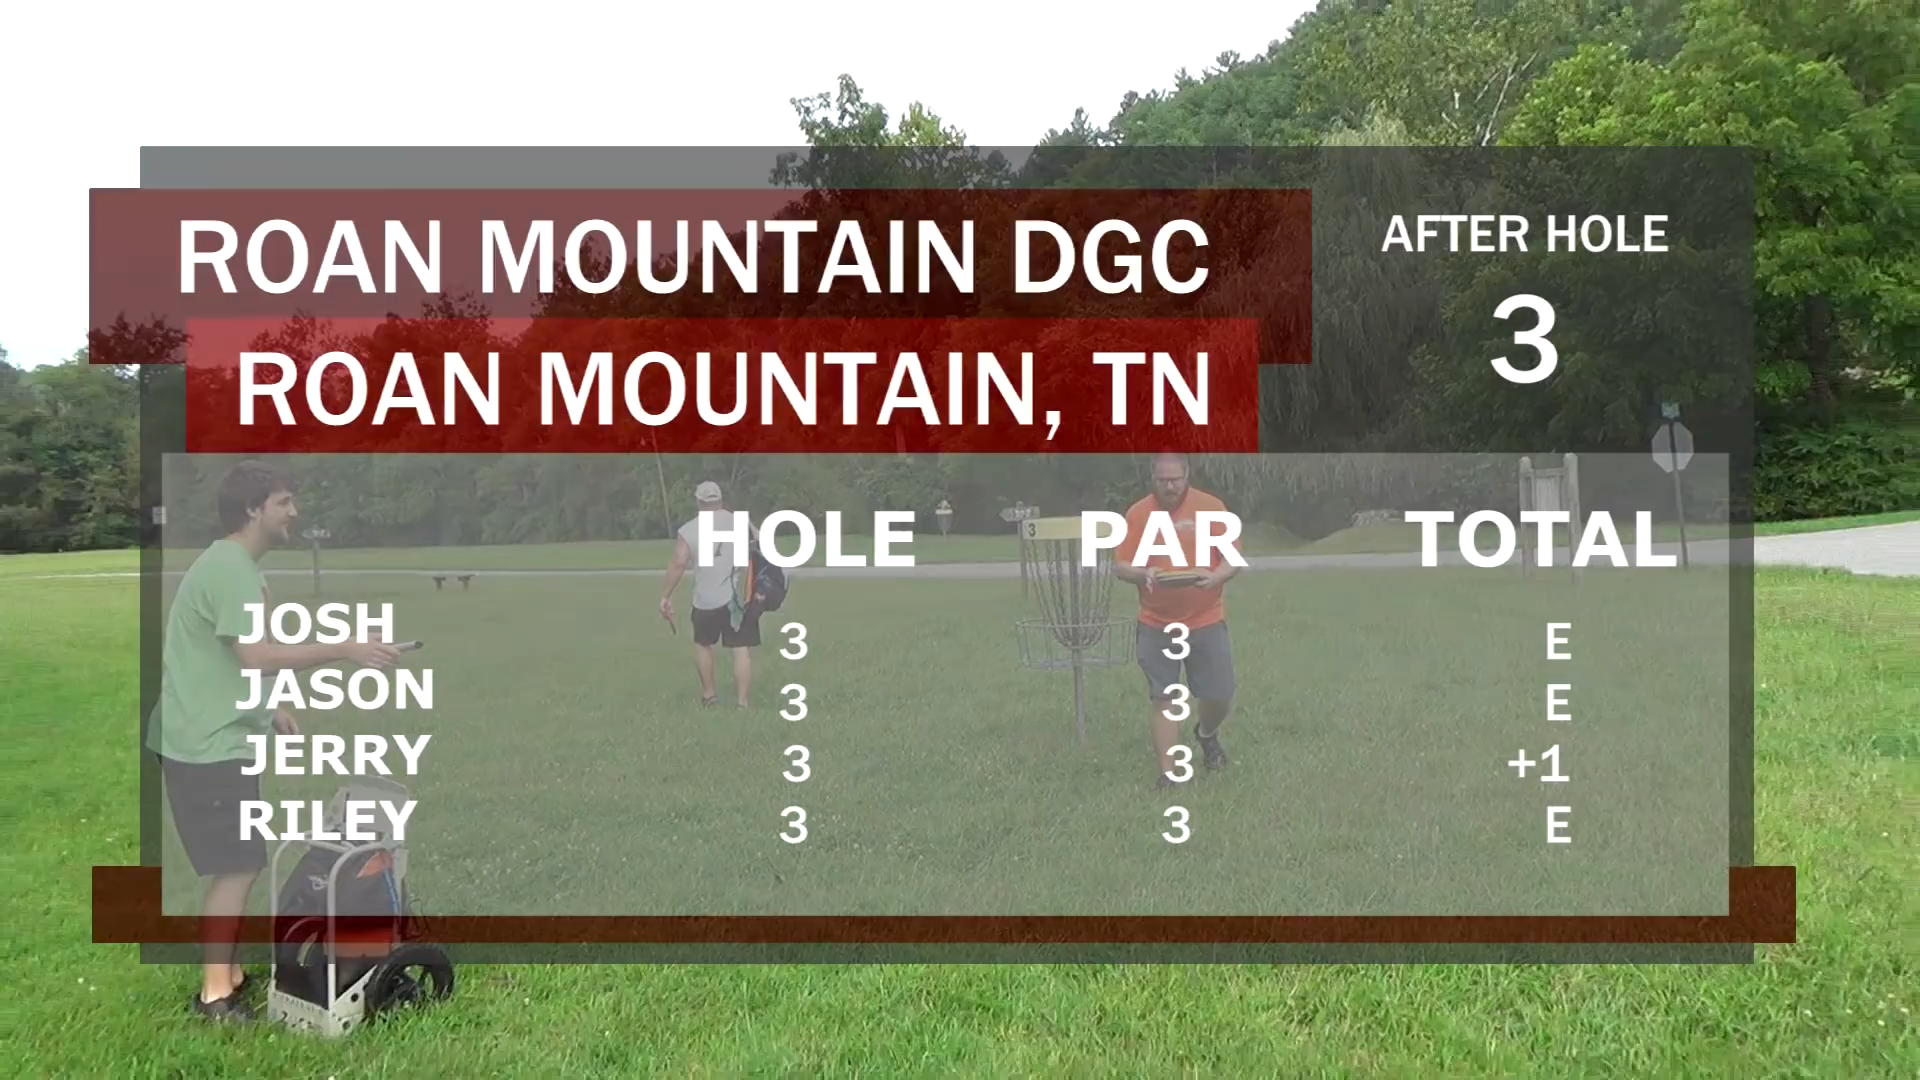 ROAN MOUNTAIN DGC
ROAN MOUNTAIN, TN
AFTER HOLE
3
HOLE PAR TOTAL
JOSH 3 3 E
JASON 3 3 E
JERRY 3 3 +1
RILEY 3 3 E
3